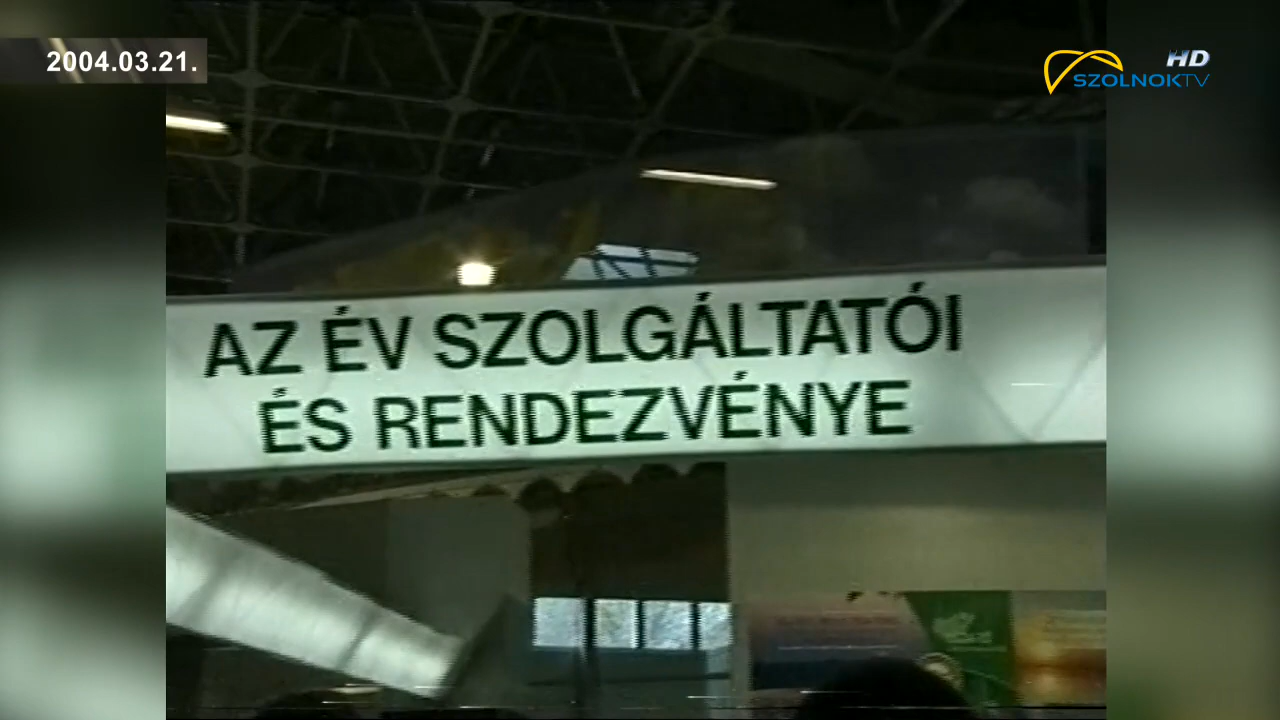 2004.03.21.
HD
SZOLNOKTV
AZ ÉV SZOLGÁLTATÓI
ÉS RENDEZVÉNYE